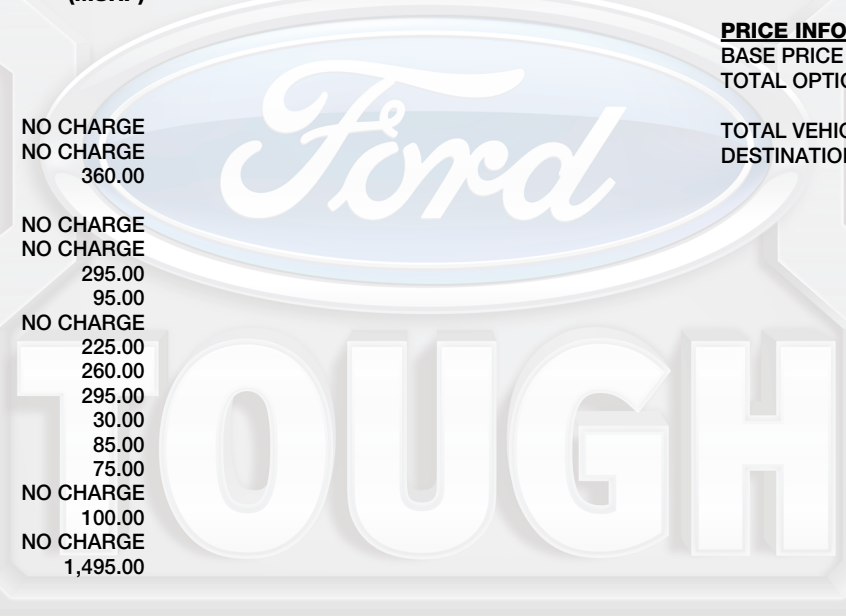 (MSRP)
NO CHARGE
NO CHARGE
360.00
NO CHARGE
NO CHARGE
295.00
95.00
NO CHARGE
225.00
260.00
295.00
30.00
85.00
75.00
NO CHARGE
100.00
NO CHARGE
1,495.00
PRICE INFO
BASE PRICE
TOTAL OPTIO
TOTAL VEHIC
DESTINATION
Ford
TOUGH